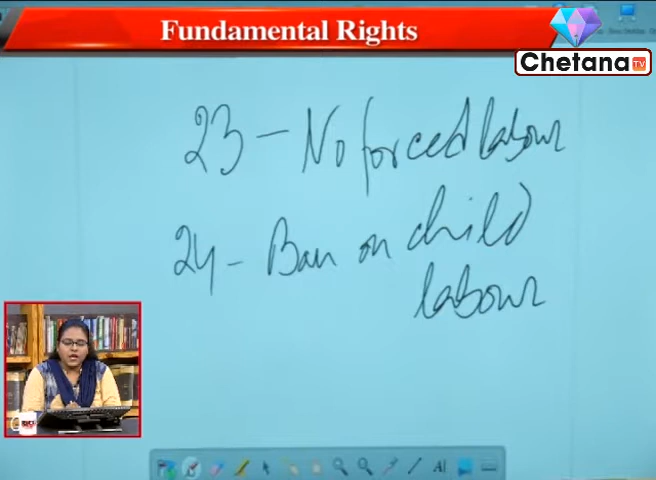 Fundamental Rights
Chetana TV
23 - No forced labour
24 - Ban on child
labour
A